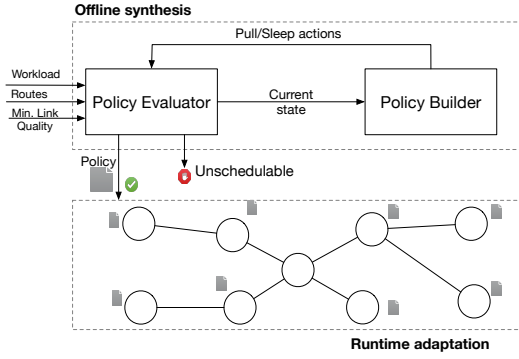 Offline synthesis
Pull/Sleep actions
Workload
Routes
Min. Link
Quality
Policy Evaluator
Current
state
Policy Builder
Policy
Unschedulable
Runtime adaptation